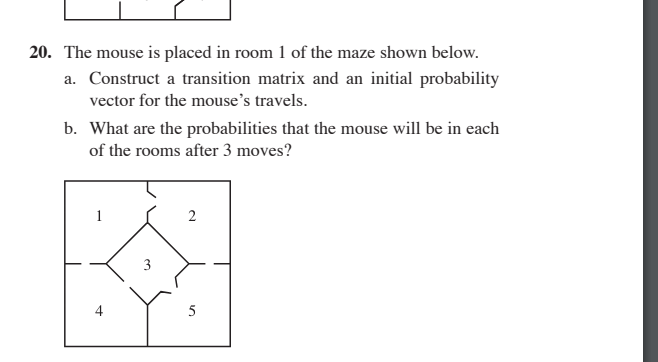 20. The mouse is placed in room 1 of the maze shown below.
a. Construct a transition matrix and an initial probability
vector for the mouse’s travels.
b. What are the probabilities that the mouse will be in each
of the rooms after 3 moves?
1 2
3
4 5